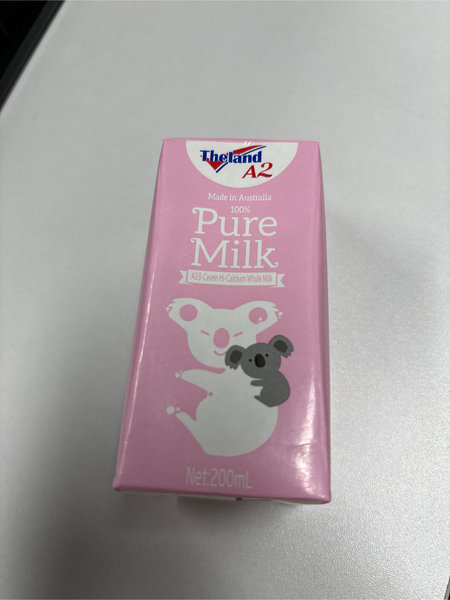 Theland
A2
Made in Australia
100%
Pure
Milk
A2β-Casein Hi-Calcium Whole Milk
Net 200mL